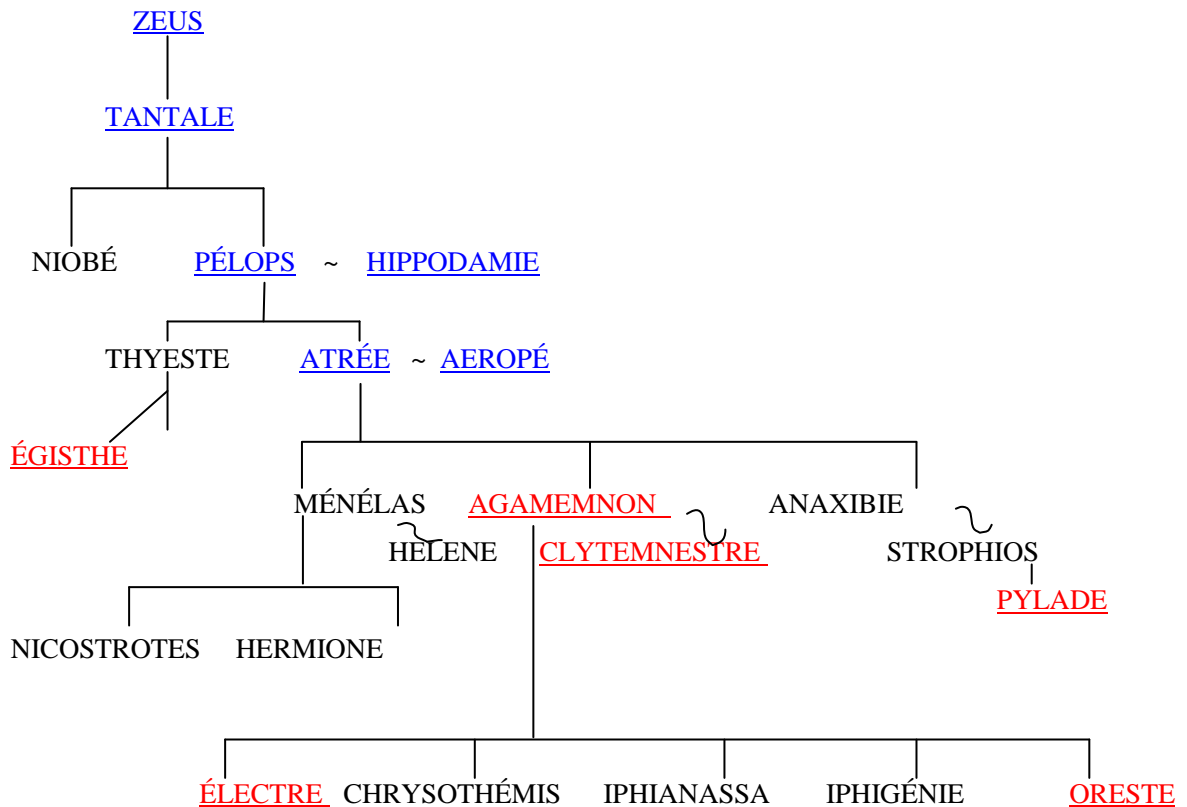 ZEUS
TANTALE
NIOBÉ PÉLOPS ~ HIPPODAMIE
THYESTE ATRÉE ~ AEROPÉ
ÉGISTHE
MÉNÉLAS AGAMEMNON ANAXIBIE
HELENE CLYTEMNESTRE STROPHIOS
PYLADE
NICOSTROTES HERMIONE
ÉLECTRE CHRYSOTHÉMIS IPHIANASSA IPHIGÉNIE ORESTE